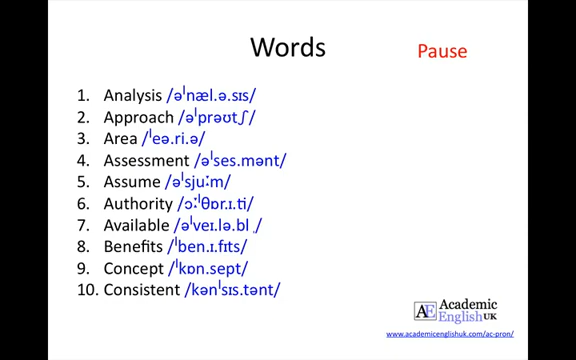 Words
Pause
1. Analysis /əˈnæl.ə.sɪs/
2. Approach /əˈprəʊtʃ/
3. Area /ˈeə.ri.ə/
4. Assessment /əˈses.mənt/
5. Assume /əˈsjuːm/
6. Authority /ɔːˈθɒr.ɪ.ti/
7. Available /əˈveɪ.lə.bl̩/
8. Benefits /ˈben.ɪ.fɪts/
9. Concept /ˈkɒn.sept/
10. Consistent /kənˈsɪs.tənt/
AE Academic
English UK
www.academicenglishuk.com/ac-pron/